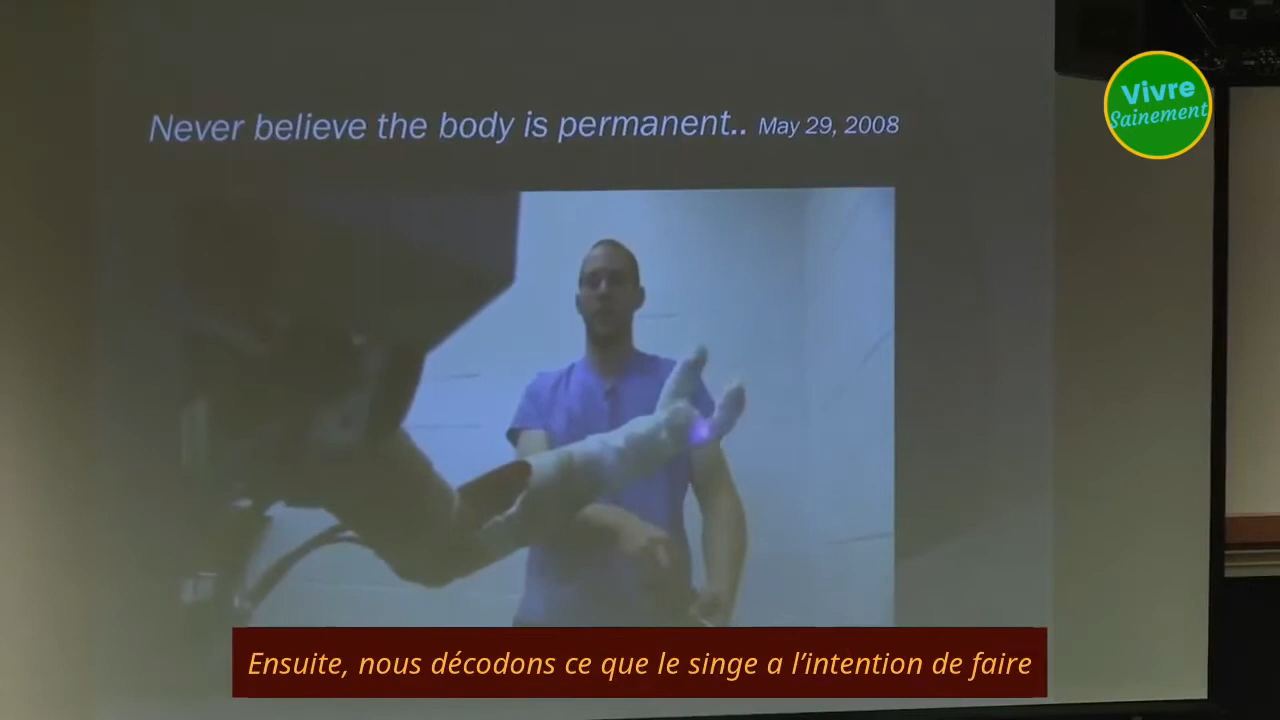 Never believe the body is permanent.. May 29, 2008
Vivre
Sainement
Ensuite, nous décodons ce que le singe a l’intention de faire